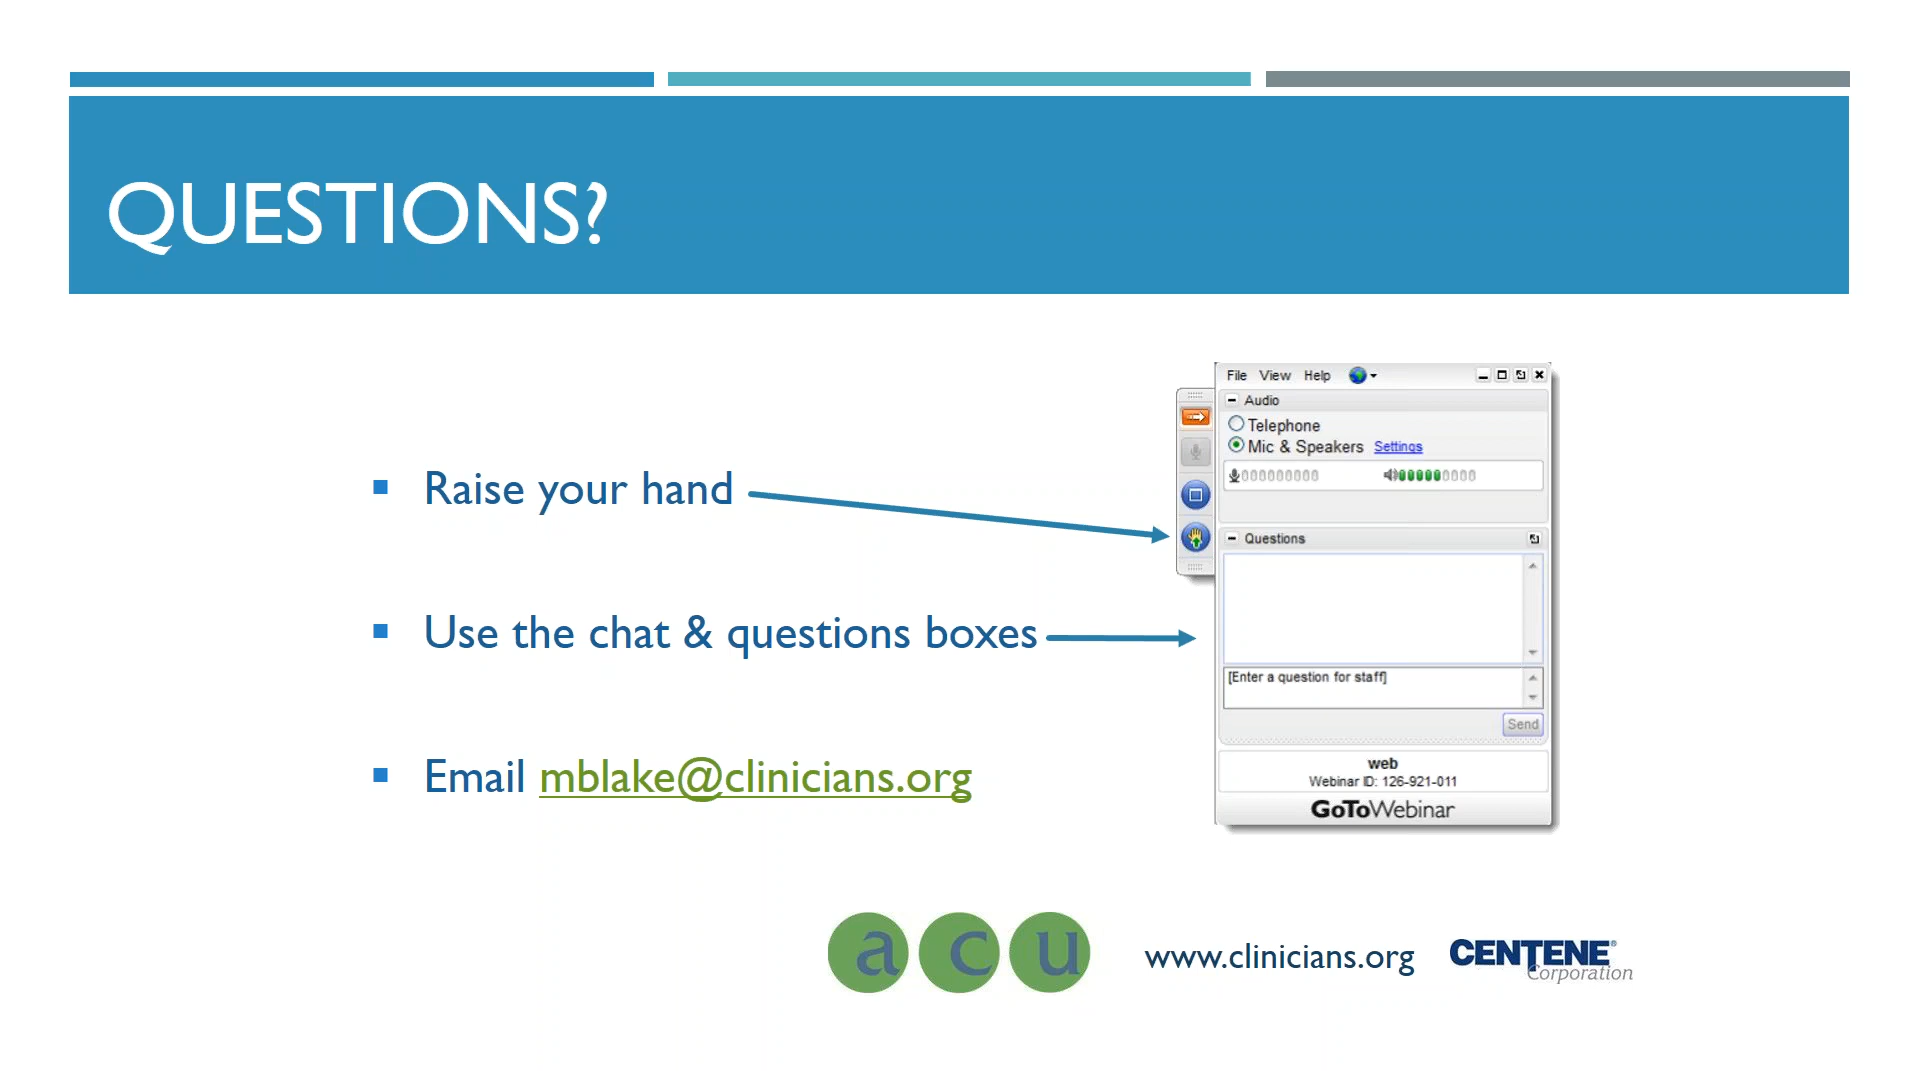 QUESTIONS?
Raise your hand
Use the chat & questions boxes
Email mblake@clinicians.org
File View Help
Audio
Telephone
Mic & Speakers Settings
Questions
[Enter a question for staff]
Send
web
Webinar ID: 126-921-011
GoToWebinar
a c u
www.clinicians.org
CENTENE®
Corporation